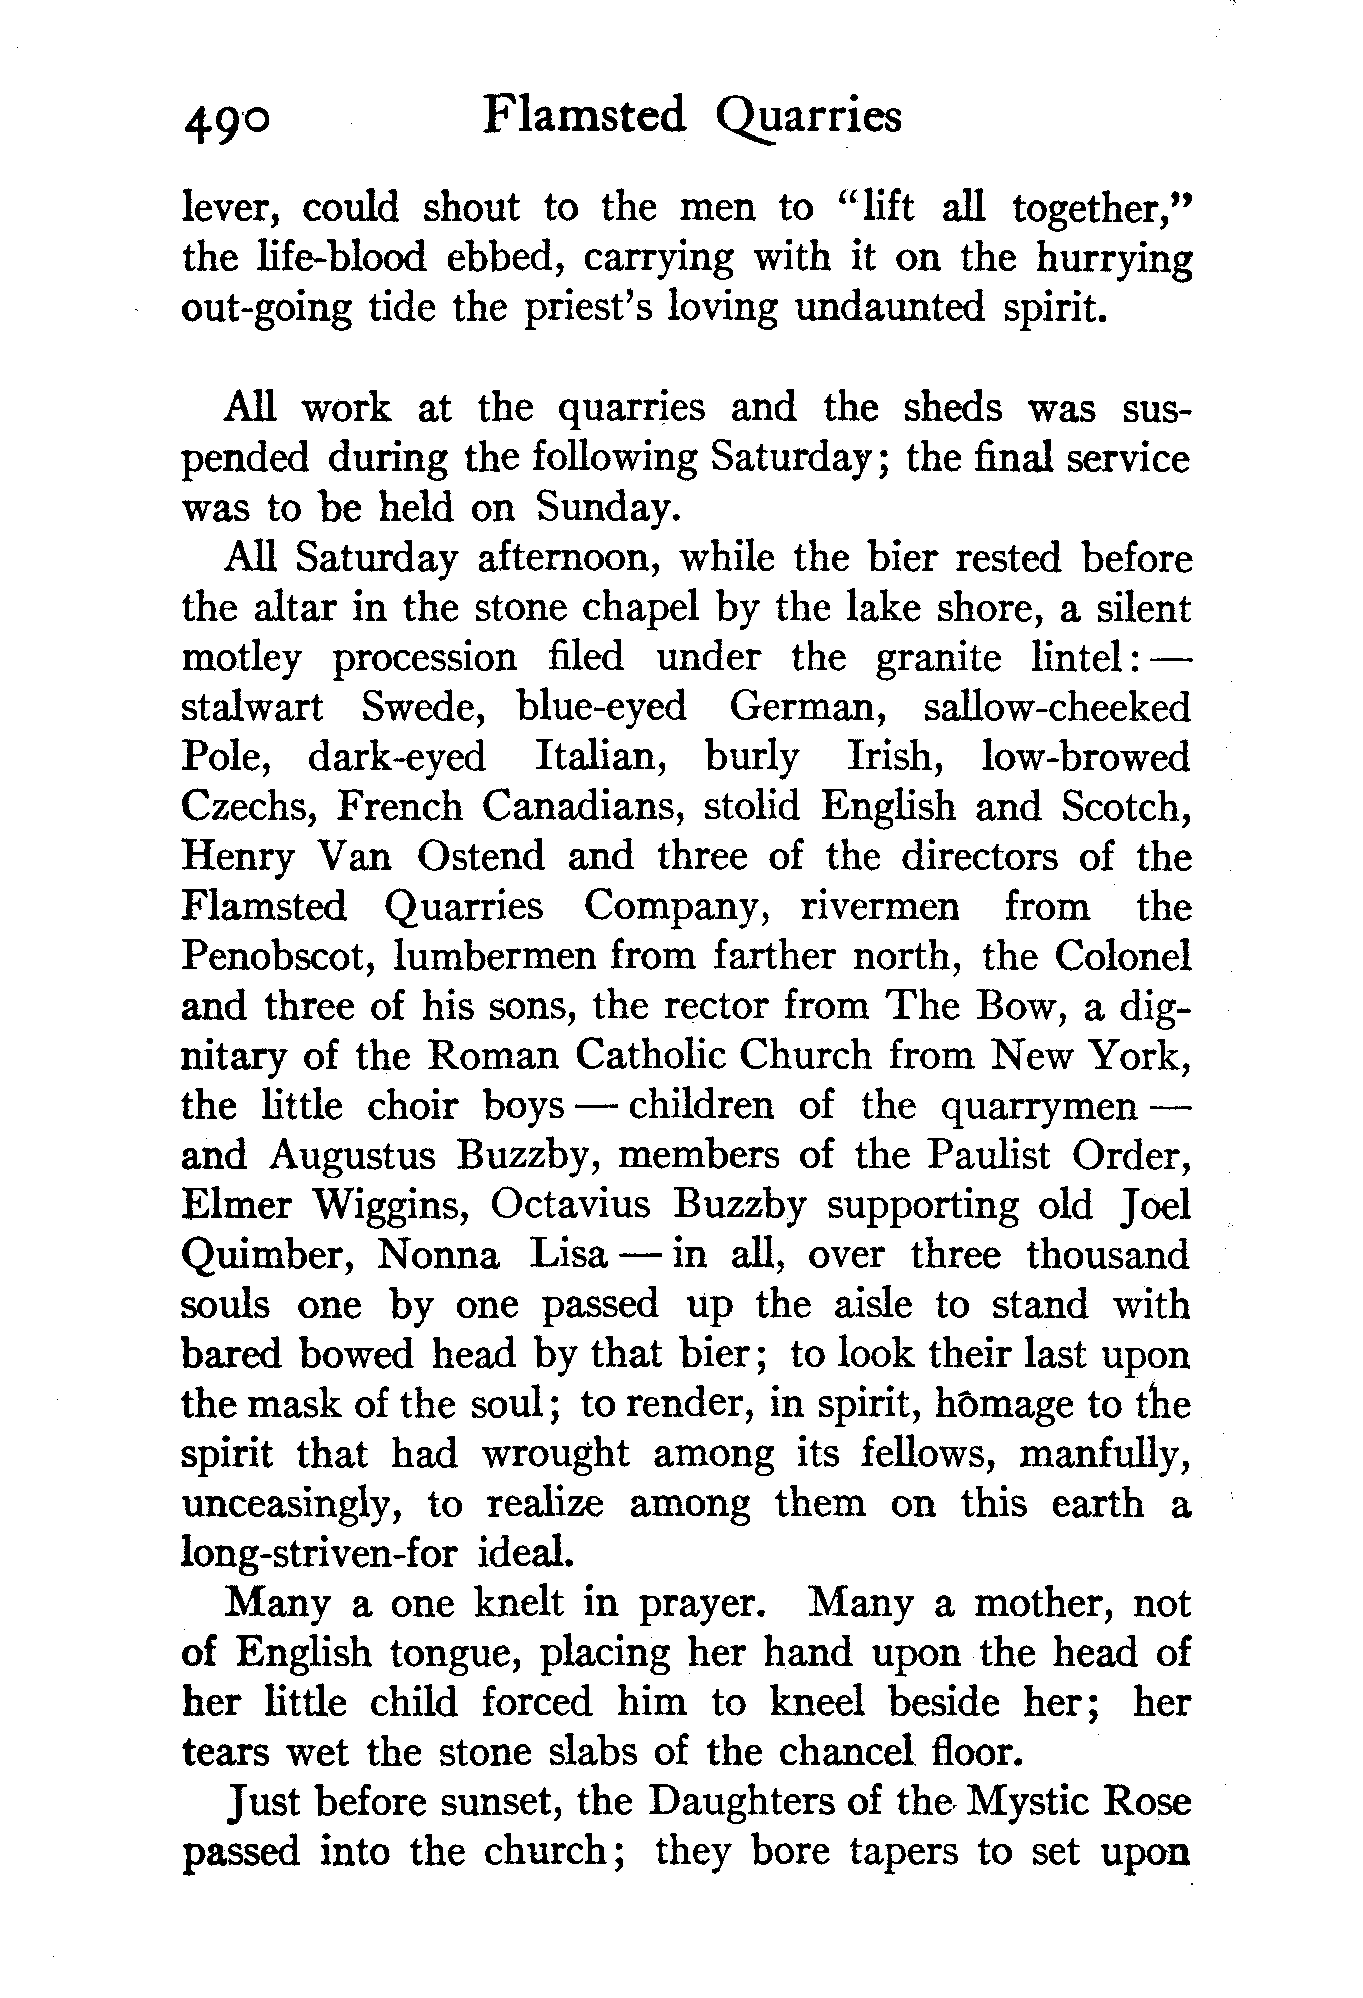 490 Flamsted Quarries
lever, could shout to the men to "lift all together,"
the life-blood ebbed, carrying with it on the hurrying
out-going tide the priest's loving undaunted spirit.
All work at the quarries and the sheds was sus-
pended during the following Saturday; the final service
was to be held on Sunday.
All Saturday afternoon, while the bier rested before
the altar in the stone chapel by the lake shore, a silent
motley procession filed under the granite lintel: —
stalwart Swede, blue-eyed German, sallow-cheeked
Pole, dark-eyed Italian, burly Irish, low-browed
Czechs, French Canadians, stolid English and Scotch,
Henry Van Ostend and three of the directors of the
Flamsted Quarries Company, rivermen from the
Penobscot, lumbermen from farther north, the Colonel
and three of his sons, the rector from The Bow, a dig-
nitary of the Roman Catholic Church from New York,
the little choir boys — children of the quarrymen —
and Augustus Buzzby, members of the Paulist Order,
Elmer Wiggins, Octavius Buzzby supporting old Joel
Quimber, Nonna Lisa — in all, over three thousand
souls one by one passed up the aisle to stand with
bared bowed head by that bier; to look their last upon
the mask of the soul; to render, in spirit, homage to the
spirit that had wrought among its fellows, manfully,
unceasingly, to realize among them on this earth a
long-striven-for ideal.
Many a one knelt in prayer. Many a mother, not
of English tongue, placing her hand upon the head of
her little child forced him to kneel beside her; her
tears wet the stone slabs of the chancel floor.
Just before sunset, the Daughters of the Mystic Rose
passed into the church; they bore tapers to set upon